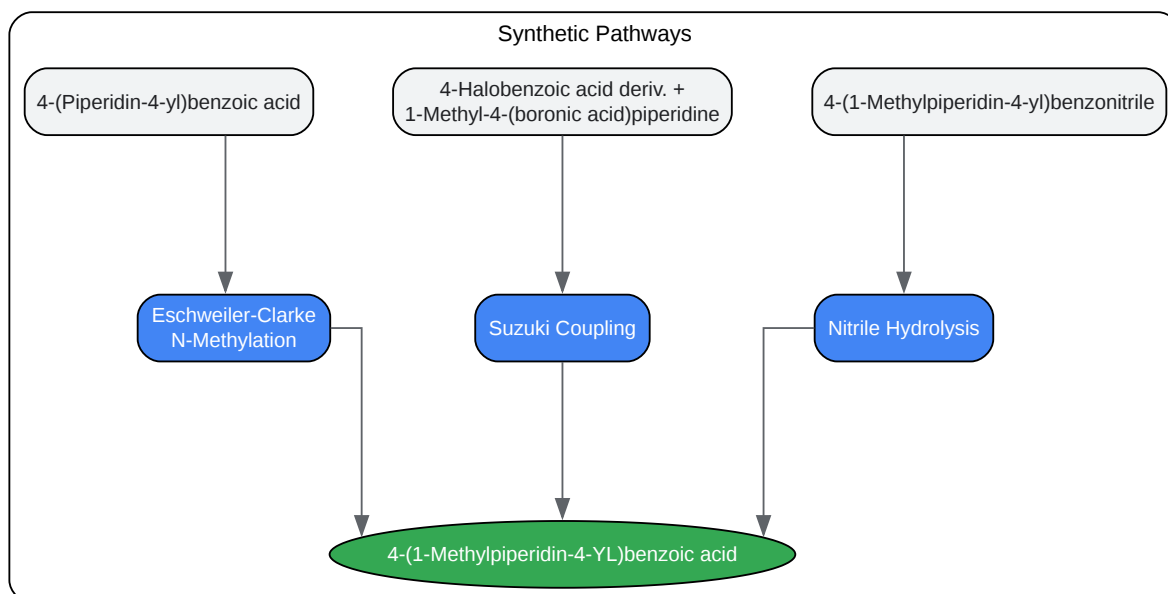 Synthetic Pathways
4-(Piperidin-4-yl)benzoic acid
4-Halobenzoic acid deriv. +
1-Methyl-4-(boronic acid)piperidine
4-(1-Methylpiperidin-4-yl)benzonitrile
Eschweiler-Clarke
N-Methylation
Suzuki Coupling
Nitrile Hydrolysis
4-(1-Methylpiperidin-4-YL)benzoic acid